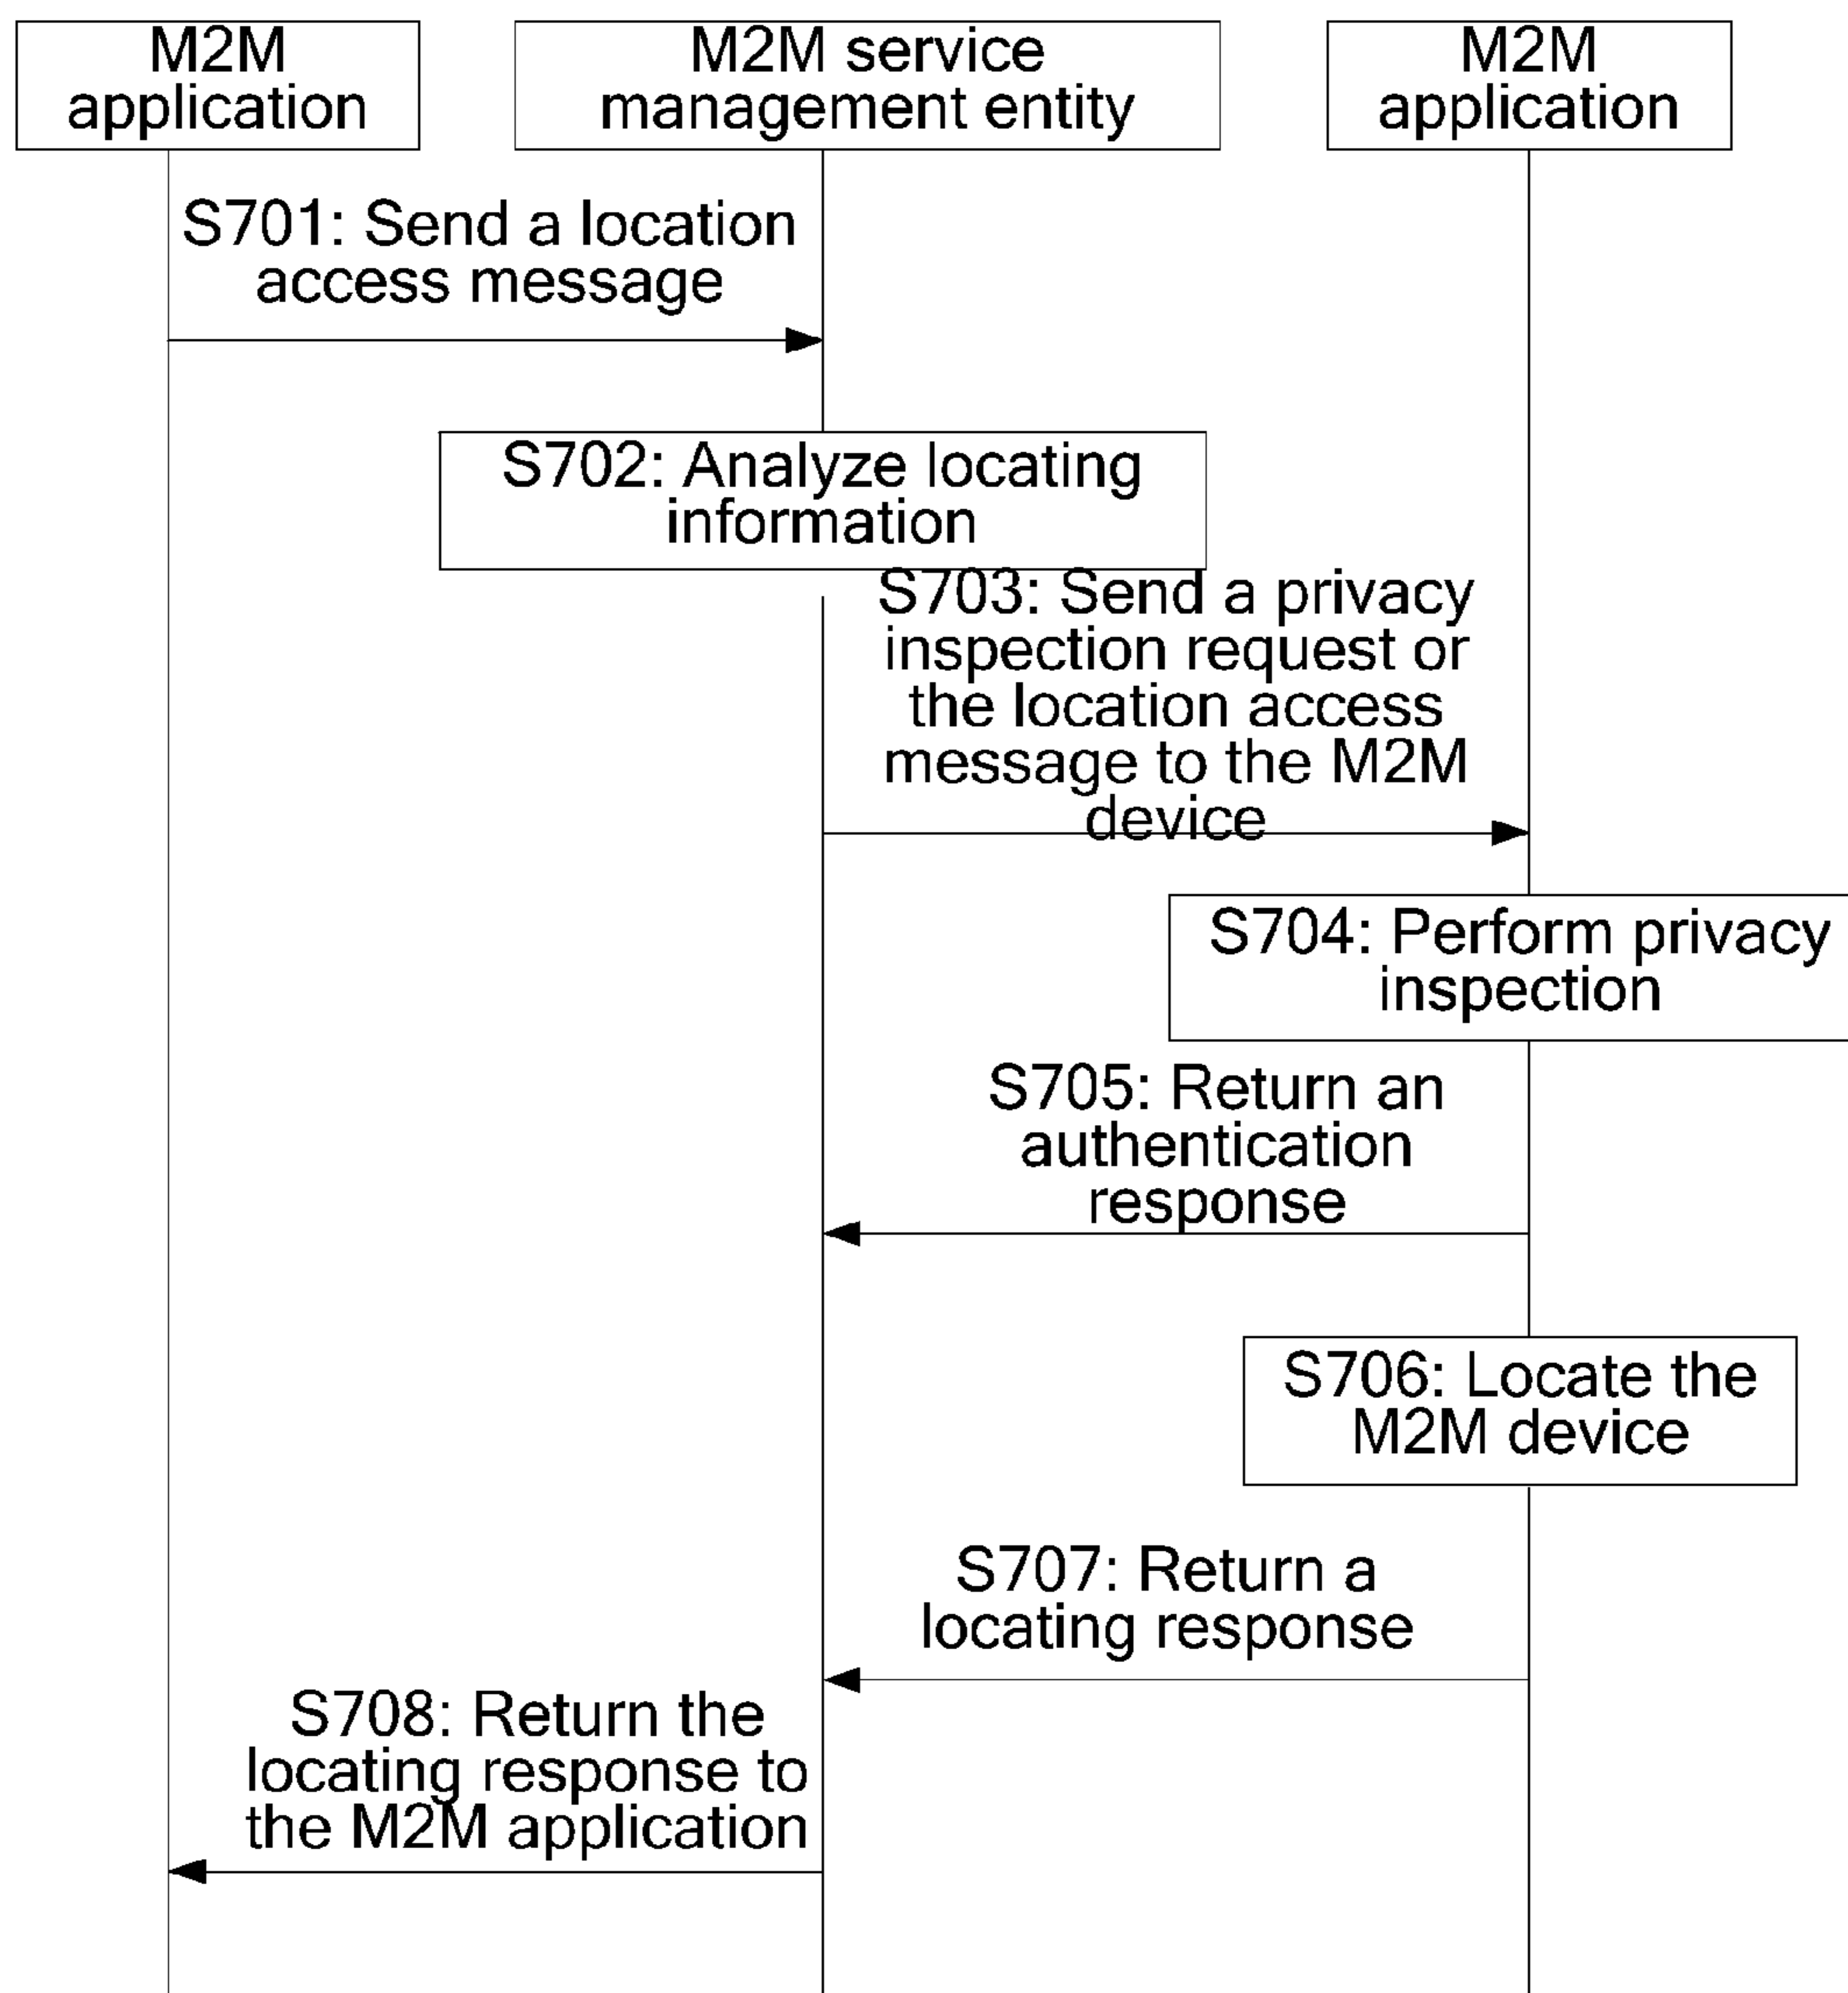 M2M
application
M2M service
management entity
M2M
application
S701: Send a location
access message
S702: Analyze locating
information
S703: Send a privacy
inspection request or
the location access
message to the M2M
device
S704: Perform privacy
inspection
S705: Return an
authentication
response
S706: Locate the
M2M device
S707: Return a
locating response
S708: Return the
locating response to
the M2M application